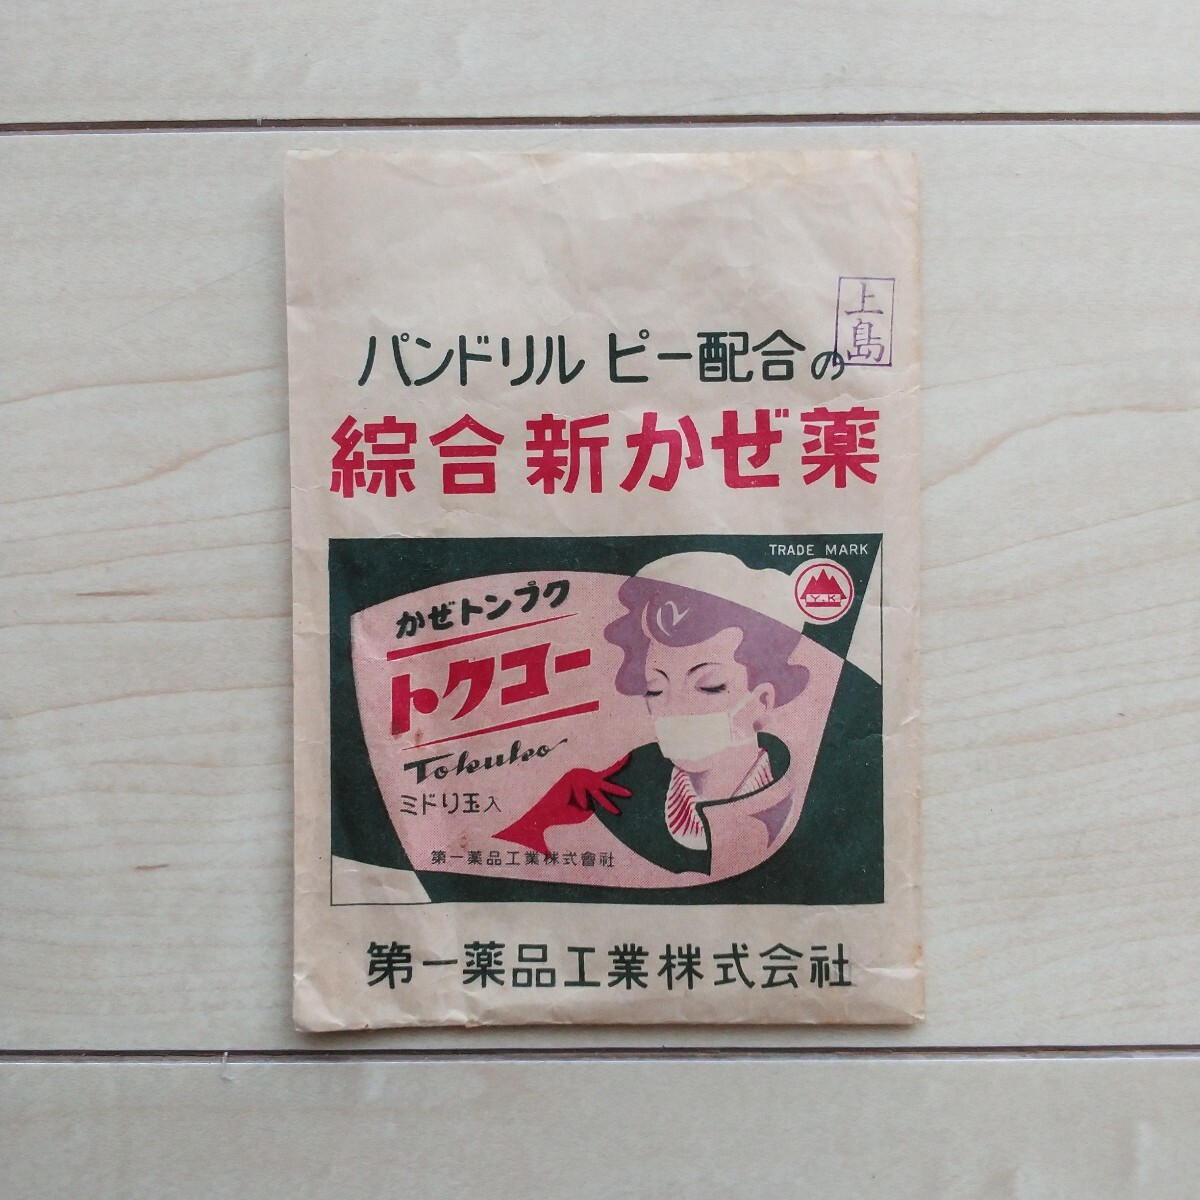 上島
パンドリル ピー配合の
綜合新かぜ薬
TRADE MARK
Y.K
かぜトンプク
トクコー
Tokuko
ミドリ玉入
第一薬品工業株式會社
第一薬品工業株式会社